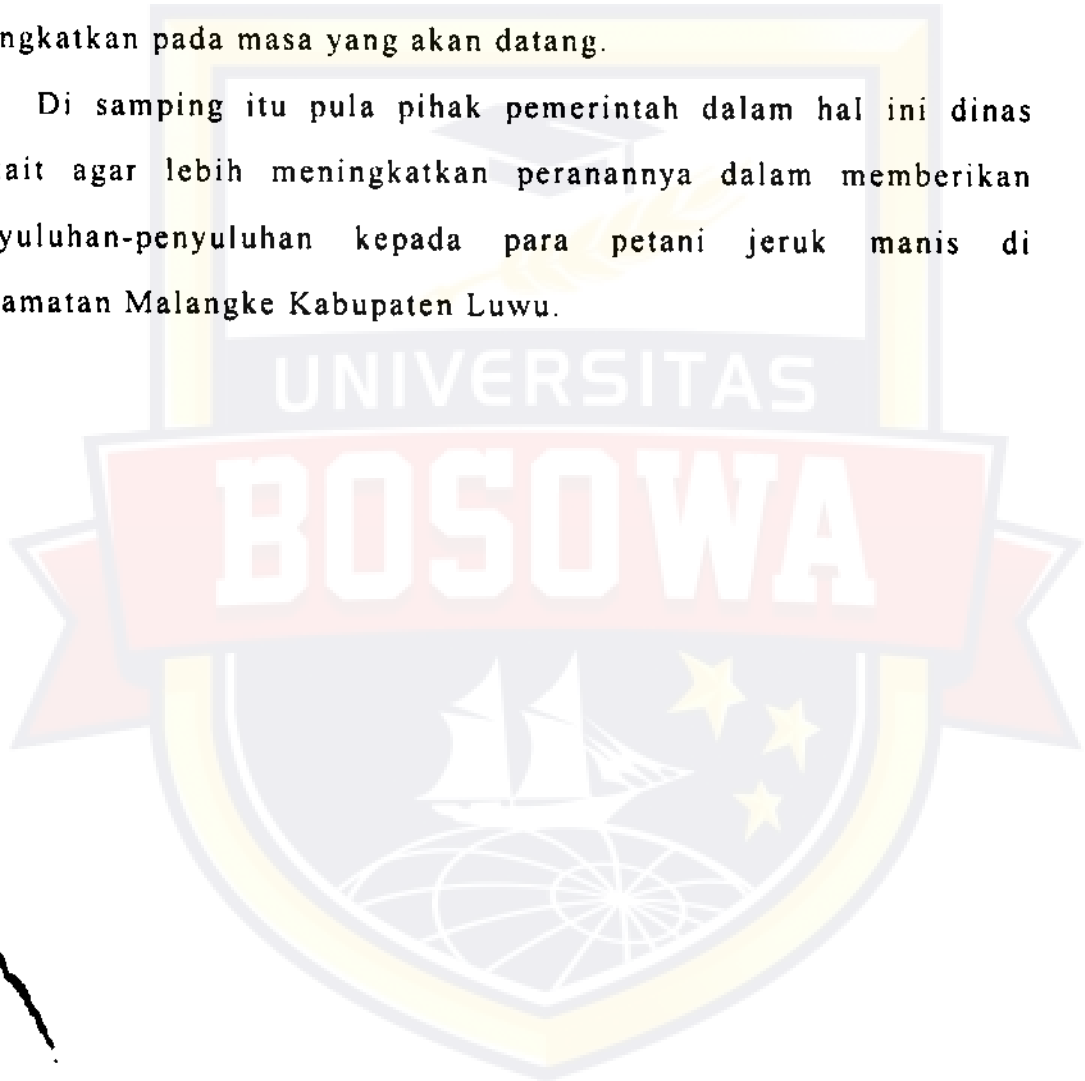 ngkatkan pada masa yang akan datang.
Di samping itu pula pihak pemerintah dalam hal ini dinas
ait agar lebih meningkatkan peranannya dalam memberikan
yuluhan-penyuluhan kepada para petani jeruk manis di
amatan Malangke Kabupaten Luwu.
UNIVERSITAS
BOSOWA